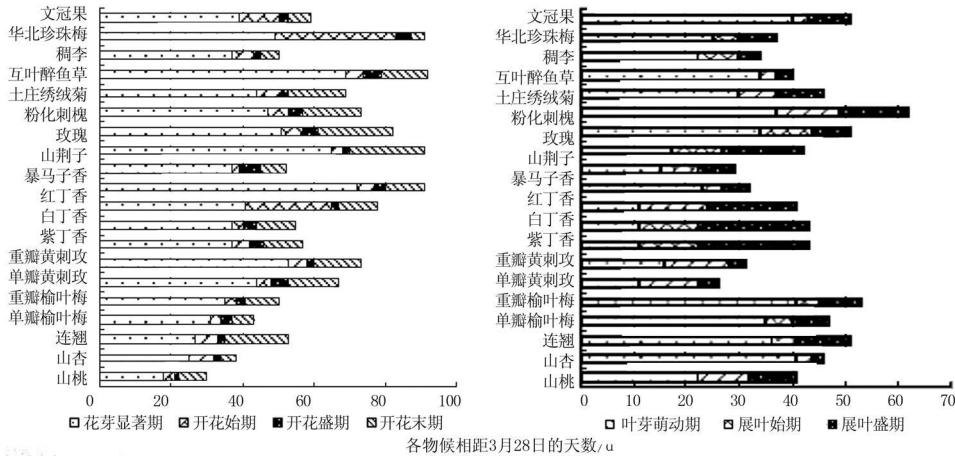 文冠果
华北珍珠梅
稠李
互叶醉鱼草
土庄绣绒菊
粉化刺槐
玫瑰
山荆子
暴马子香
红丁香
白丁香
紫丁香
重瓣黄刺玫
单瓣黄刺玫
重瓣榆叶梅
单瓣榆叶梅
连翘
山杏
山桃
0 20 40 60 80 100
花芽显著期 开花始期 开花盛期 开花末期
文冠果
华北珍珠梅
稠李
互叶醉鱼草
土庄绣绒菊
粉化刺槐
玫瑰
山荆子
暴马子香
红丁香
白丁香
紫丁香
重瓣黄刺玫
单瓣黄刺玫
重瓣榆叶梅
单瓣榆叶梅
连翘
山杏
山桃
0 10 20 30 40 50 60 70
叶芽萌动期 展叶始期 展叶盛期
各物候相距3月28日的天数/d